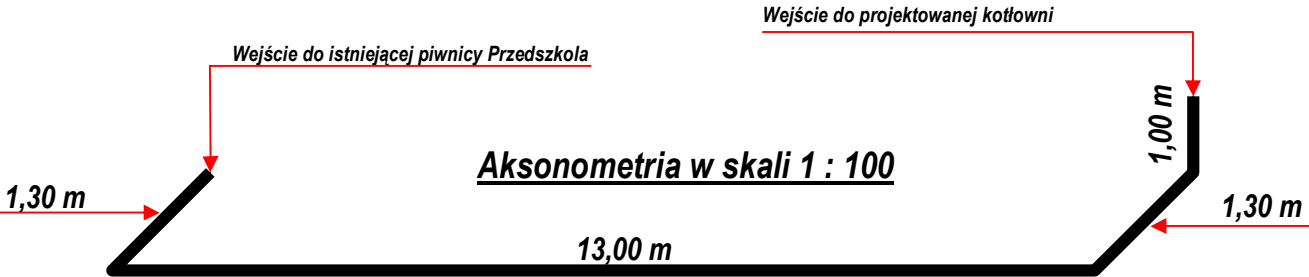 Wejście do projektowanej kotłowni
Wejście do istniejącej piwnicy Przedszkola
1,00 m
Aksonometria w skali 1 : 100
1,30 m
1,30 m
13,00 m